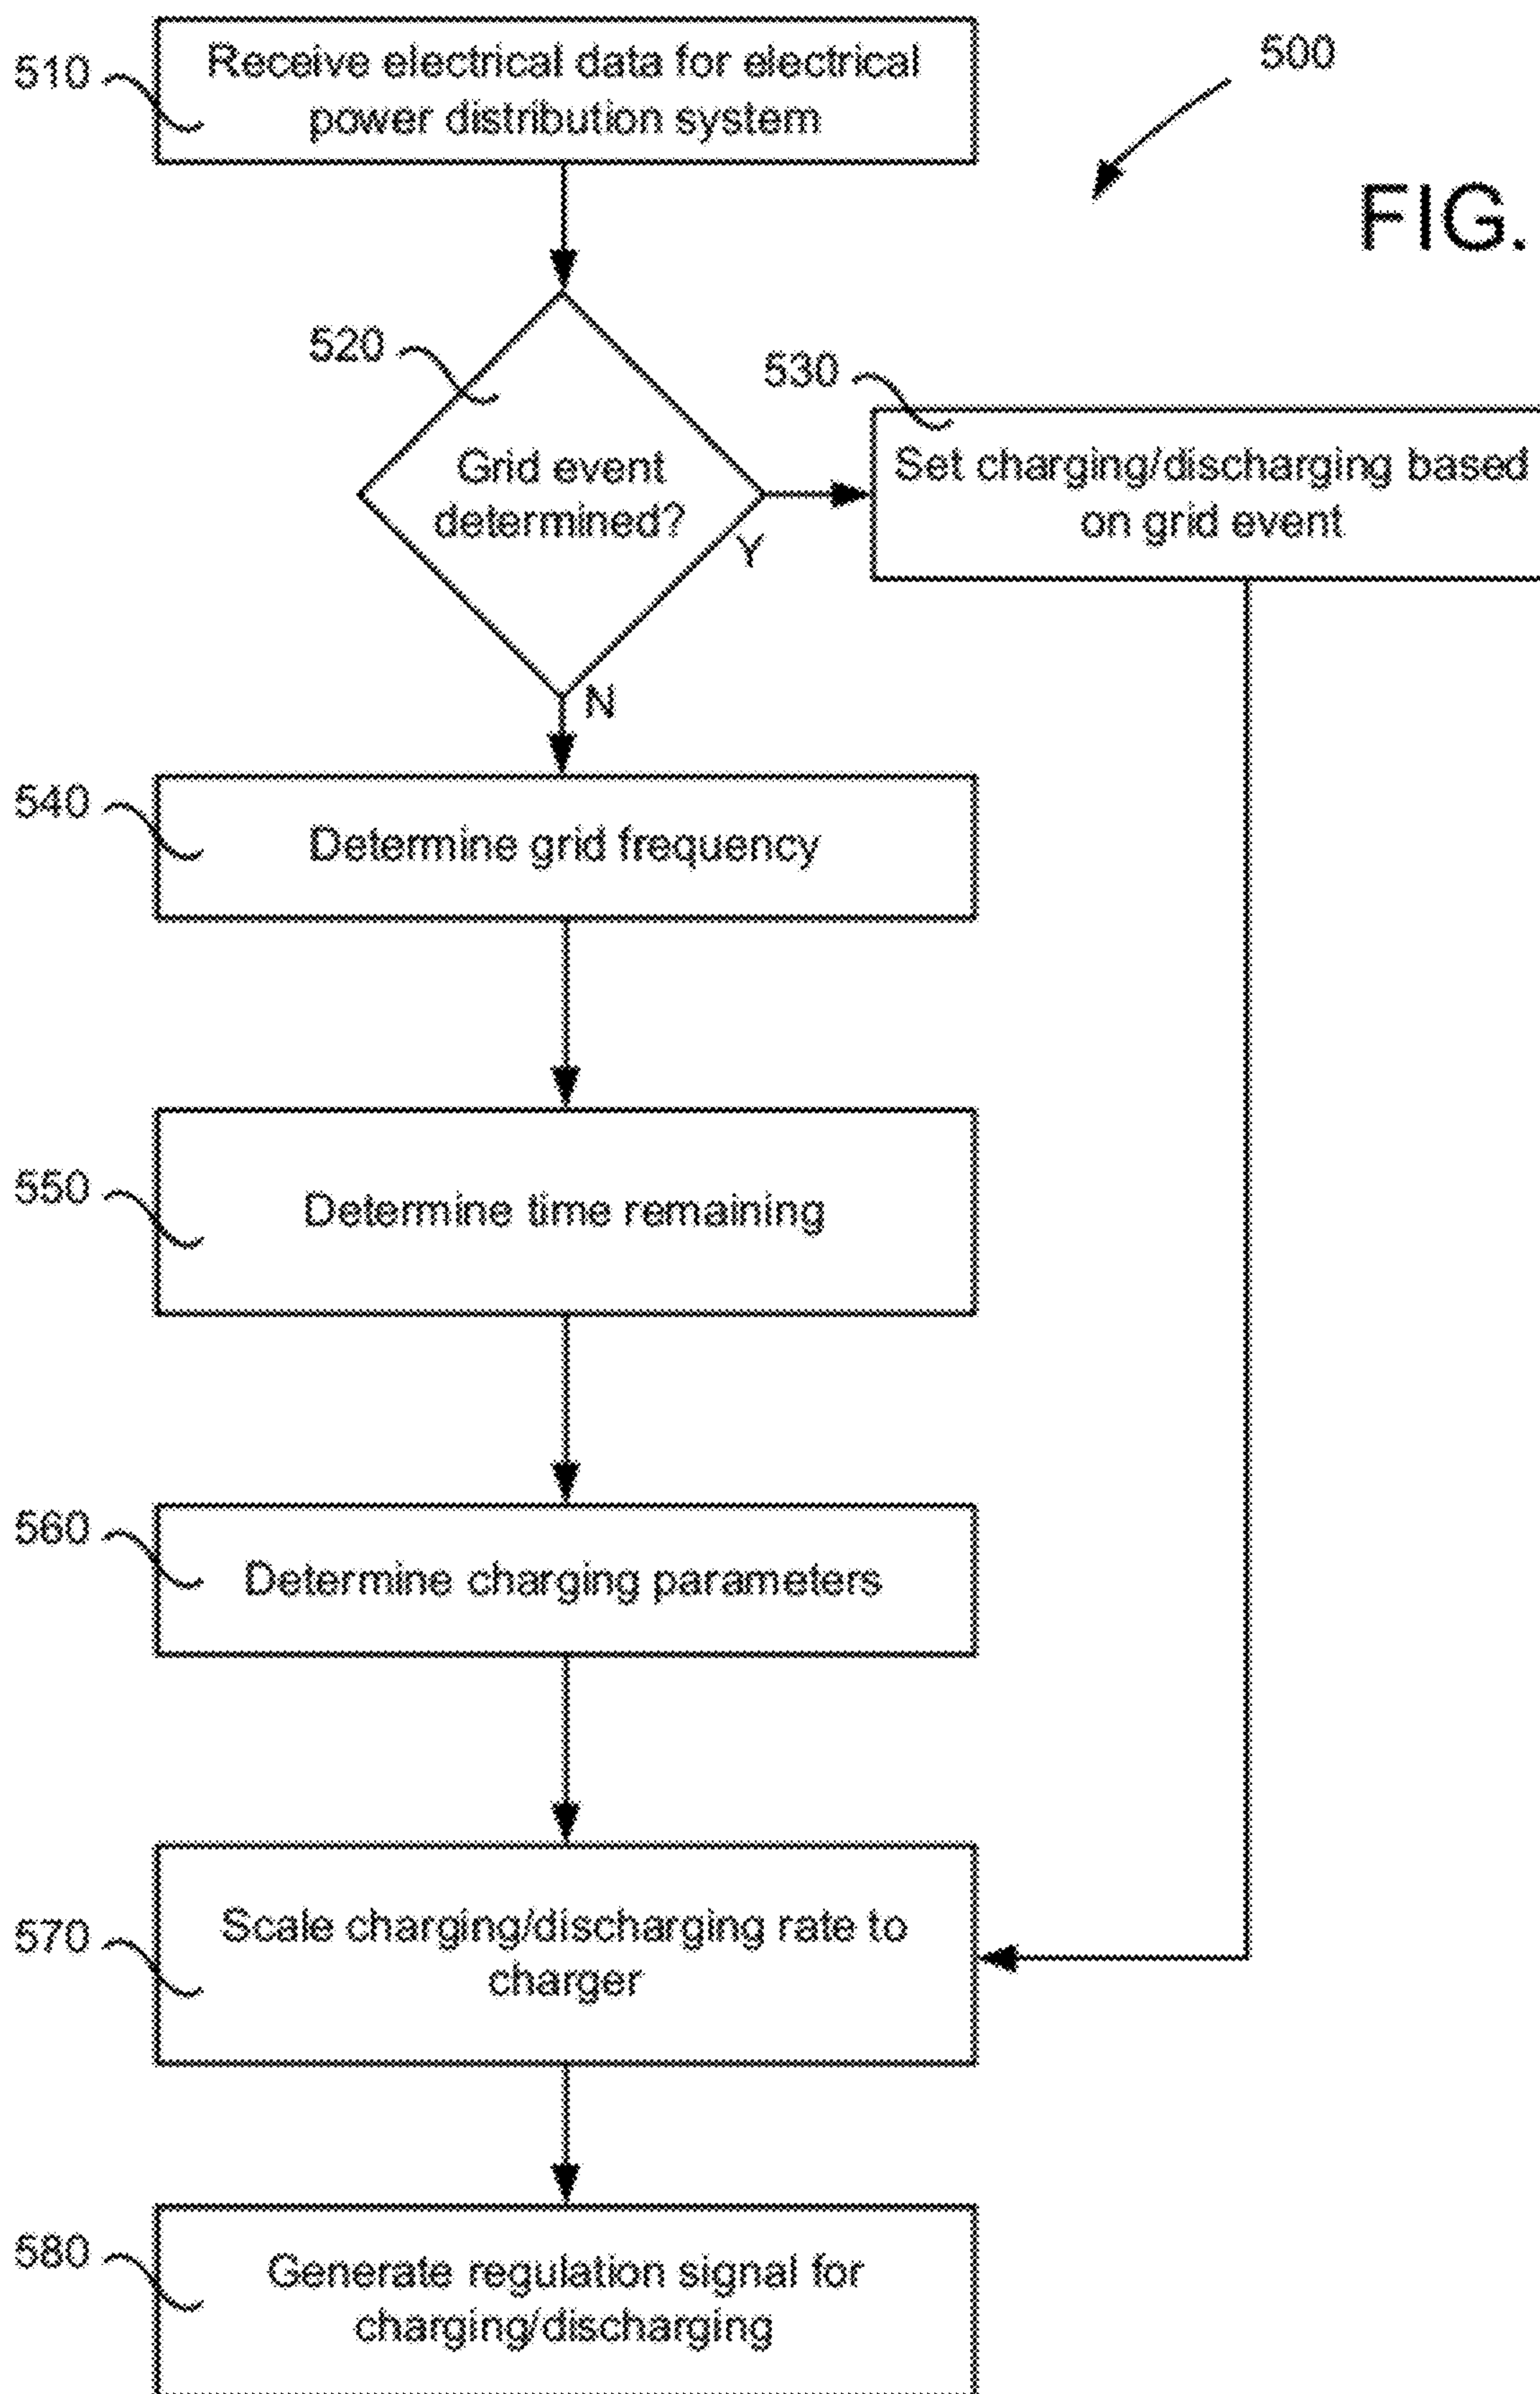 510
Receive electrical data for electrical
power distribution system
500
FIG.
520
Grid event
determined?
Y
N
530
Set charging/discharging based
on grid event
540
Determine grid frequency
550
Determine time remaining
560
Determine charging parameters
570
Scale charging/discharging rate to
charger
580
Generate regulation signal for
charging/discharging